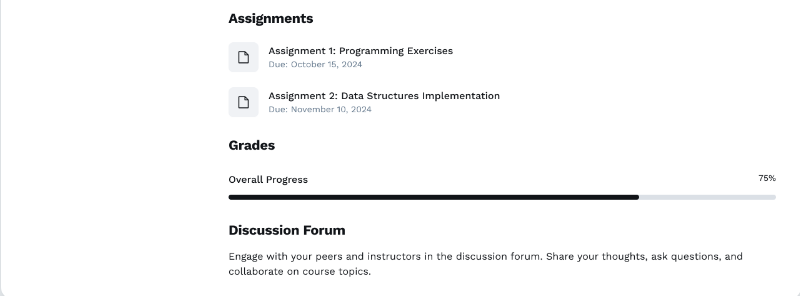 Assignments
Assignment 1: Programming Exercises
Due: October 15, 2024
Assignment 2: Data Structures Implementation
Due: November 10, 2024
Grades
Overall Progress
75%
Discussion Forum
Engage with your peers and instructors in the discussion forum. Share your thoughts, ask questions, and
collaborate on course topics.